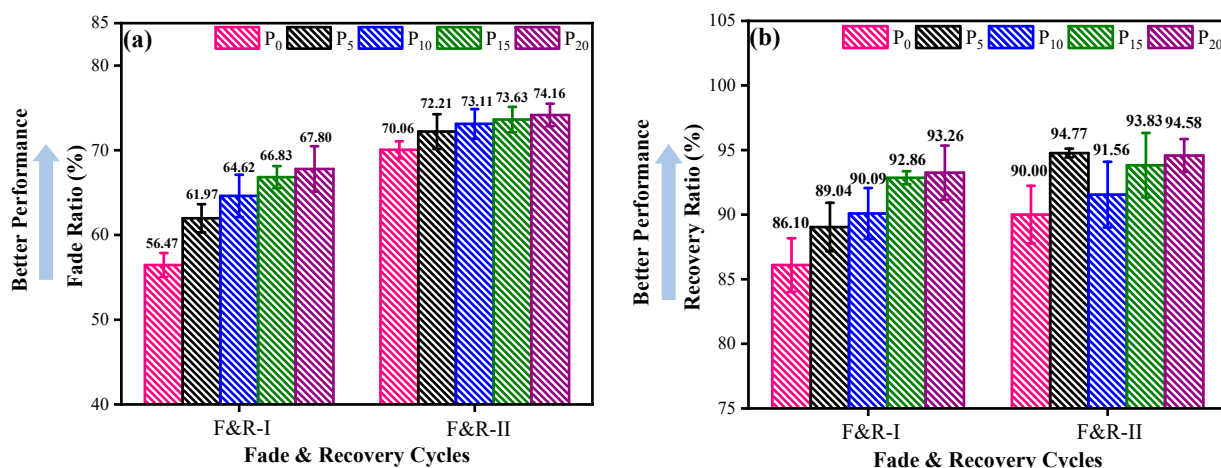 (a)
P0 P5 P10 P15 P20
85
80
70
60
50
40
Better Performance
Fade Ratio (%)
56.47
61.97
64.62
66.83
67.80
70.06
72.21
73.11
73.63
74.16
F&R-I
F&R-II
Fade & Recovery Cycles
(b)
P0 P5 P10 P15 P20
105
100
95
90
85
80
75
Better Performance
Recovery Ratio (%)
86.10
89.04
90.09
92.86
93.26
90.00
94.77
91.56
93.83
94.58
F&R-I
F&R-II
Fade & Recovery Cycles